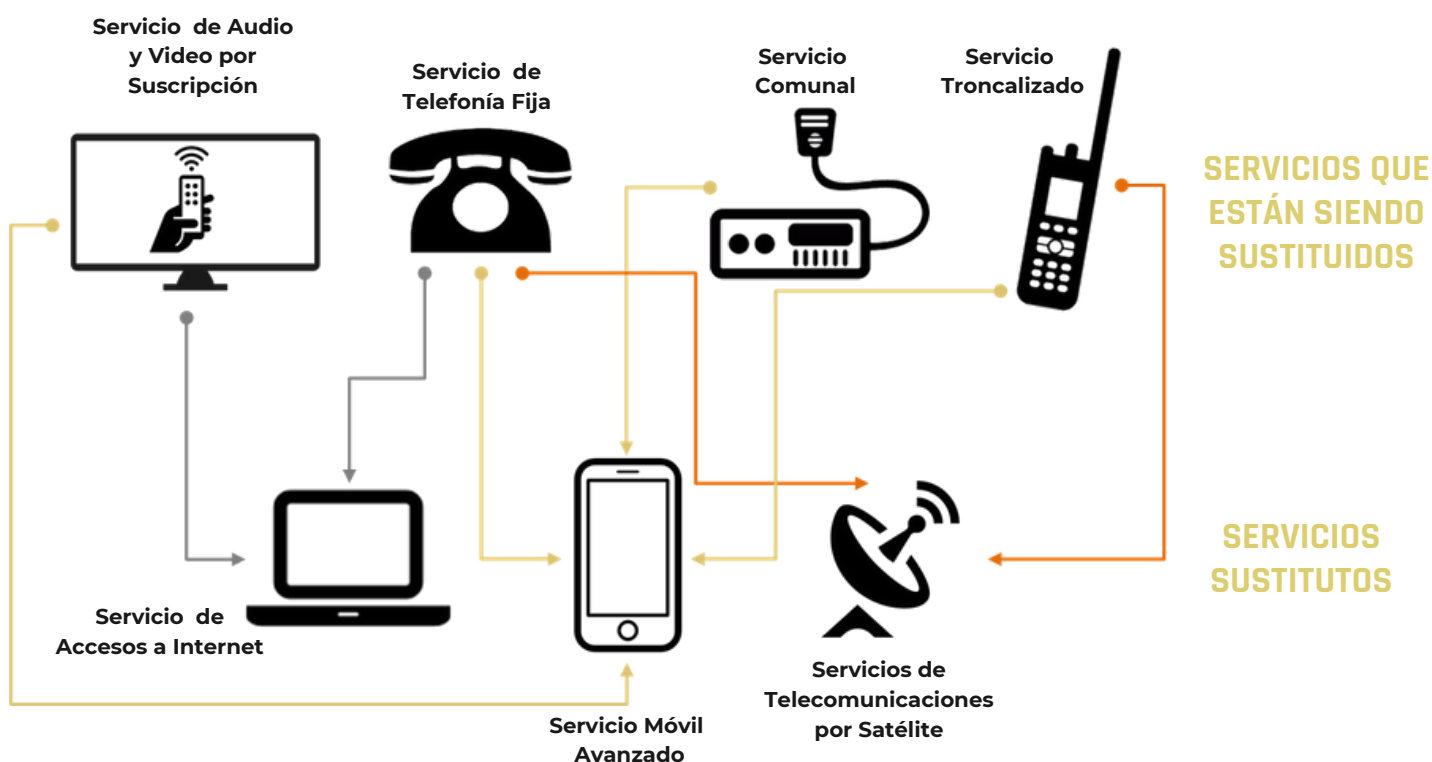 Servicio de Audio
y Video por
Suscripción
Servicio de
Telefonía Fija
Servicio
Comunal
Servicio
Troncalizado
SERVICIOS QUE
ESTÁN SIENDO
SUSTITUIDOS
Servicio de
Accesos a Internet
Servicio Móvil
Avanzado
Servicios de
Telecomunicaciones
por Satélite
SERVICIOS
SUSTITUTOS